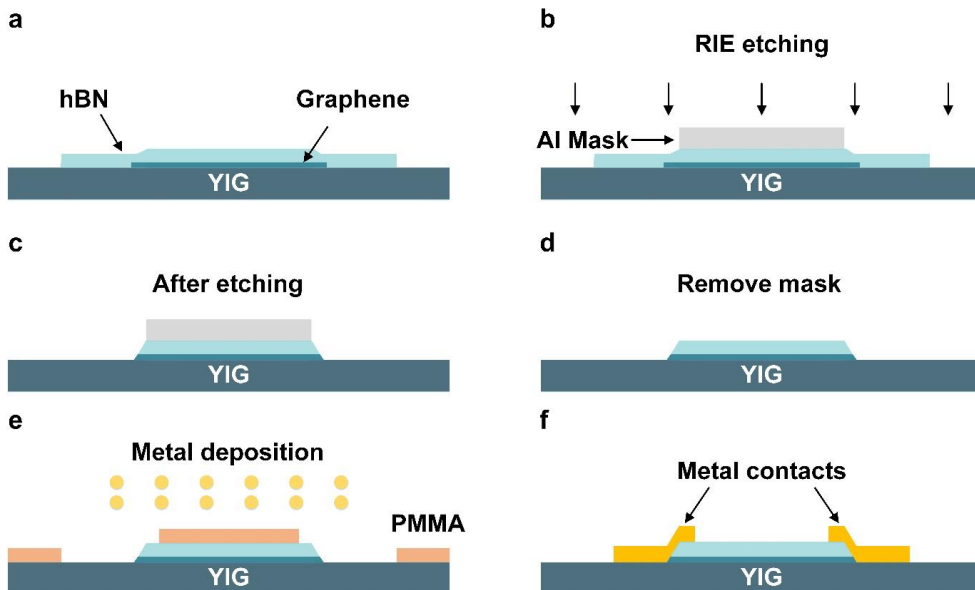 a
hBN
Graphene
YIG
b
RIE etching
Al Mask
YIG
c
After etching
YIG
d
Remove mask
YIG
e
Metal deposition
PMMA
YIG
f
Metal contacts
YIG